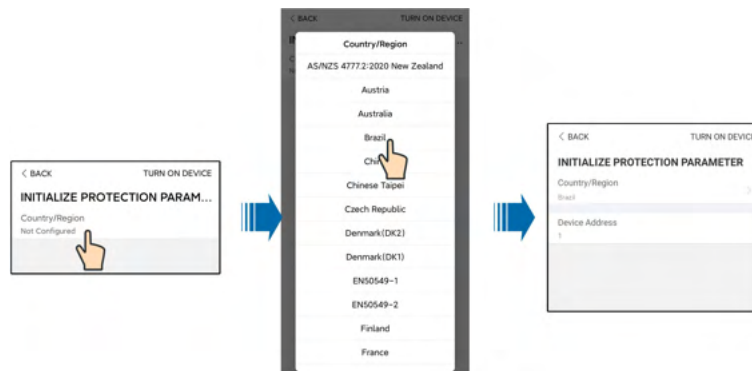 < BACK TURN ON DEVICE
INITIALIZE PROTECTION PARAM...
Country/Region
Not Configured
< BACK TURN ON DEVICE
Country/Region
AS/NZS 4777.2:2020 New Zealand
Austria
Australia
Brazil
Chi
Chinese Taipei
Czech Republic
Denmark(DK2)
Denmark(DK1)
EN50549-1
EN50549-2
Finland
France
< BACK TURN ON DEVIC
INITIALIZE PROTECTION PARAMETER
Country/Region
Brazil
Device Address
1